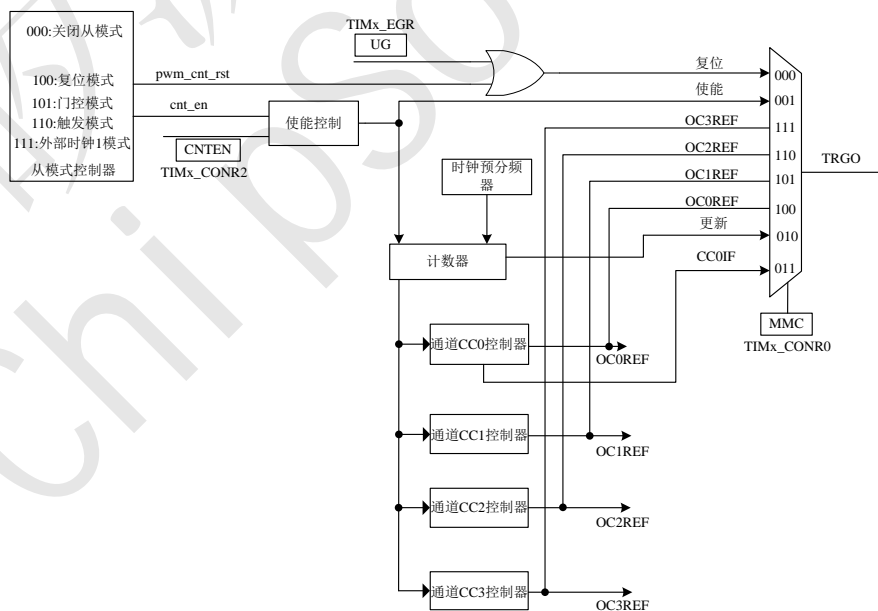 TIMx_EGR
UG
000:关闭从模式
100:复位模式
101:门控模式
110:触发模式
111:外部时钟1模式
从模式控制器
pwm_cnt_rst
cnt_en
CNTEN
TIMx_CONR2
使能控制
时钟预分频器
计数器
通道CC0控制器
通道CC1控制器
通道CC2控制器
通道CC3控制器
OC0REF
OC1REF
OC2REF
OC3REF
复位
使能
OC3REF
OC2REF
OC1REF
OC0REF
更新
CC0IF
000
001
111
110
101
100
010
011
TRGO
MMC
TIMx_CONR0
Chipso